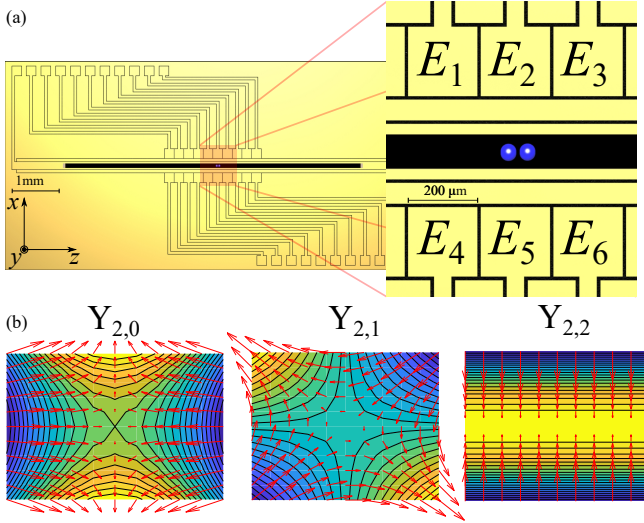 (a)
E1 E2 E3
1mm
x
y z
200 μm
E4 E5 E6
(b)
Y2,0 Y2,1 Y2,2